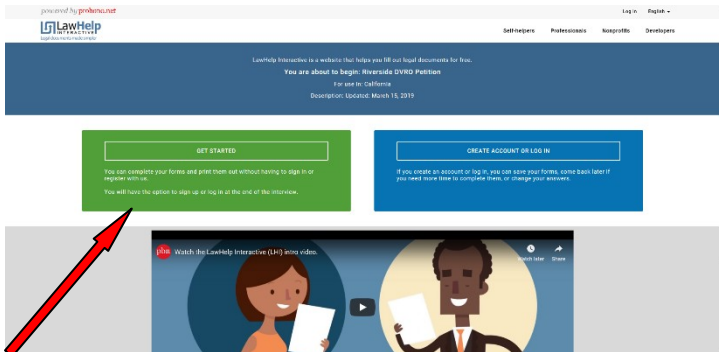 powered by probono.net
Log in English
LawHelp
INTERACTIVE
Legal documents made simple
Self-helpers Professionals Nonprofits Developers
LawHelp Interactive is a website that helps you fill out legal documents for free.
You are about to begin: Riverside DVRO Petition
For use in: California
Description: Updated: March 15, 2019
GET STARTED
You can complete your forms and print them out without having to sign in or
register with us.
You will have the option to sign up or log in at the end of the interview.
CREATE ACCOUNT OR LOG IN
If you create an account or log in, you can save your forms, come back later if
you need more time to complete them, or change your answers.
Watch the LawHelp Interactive (LHI) intro video.
Watch later Share